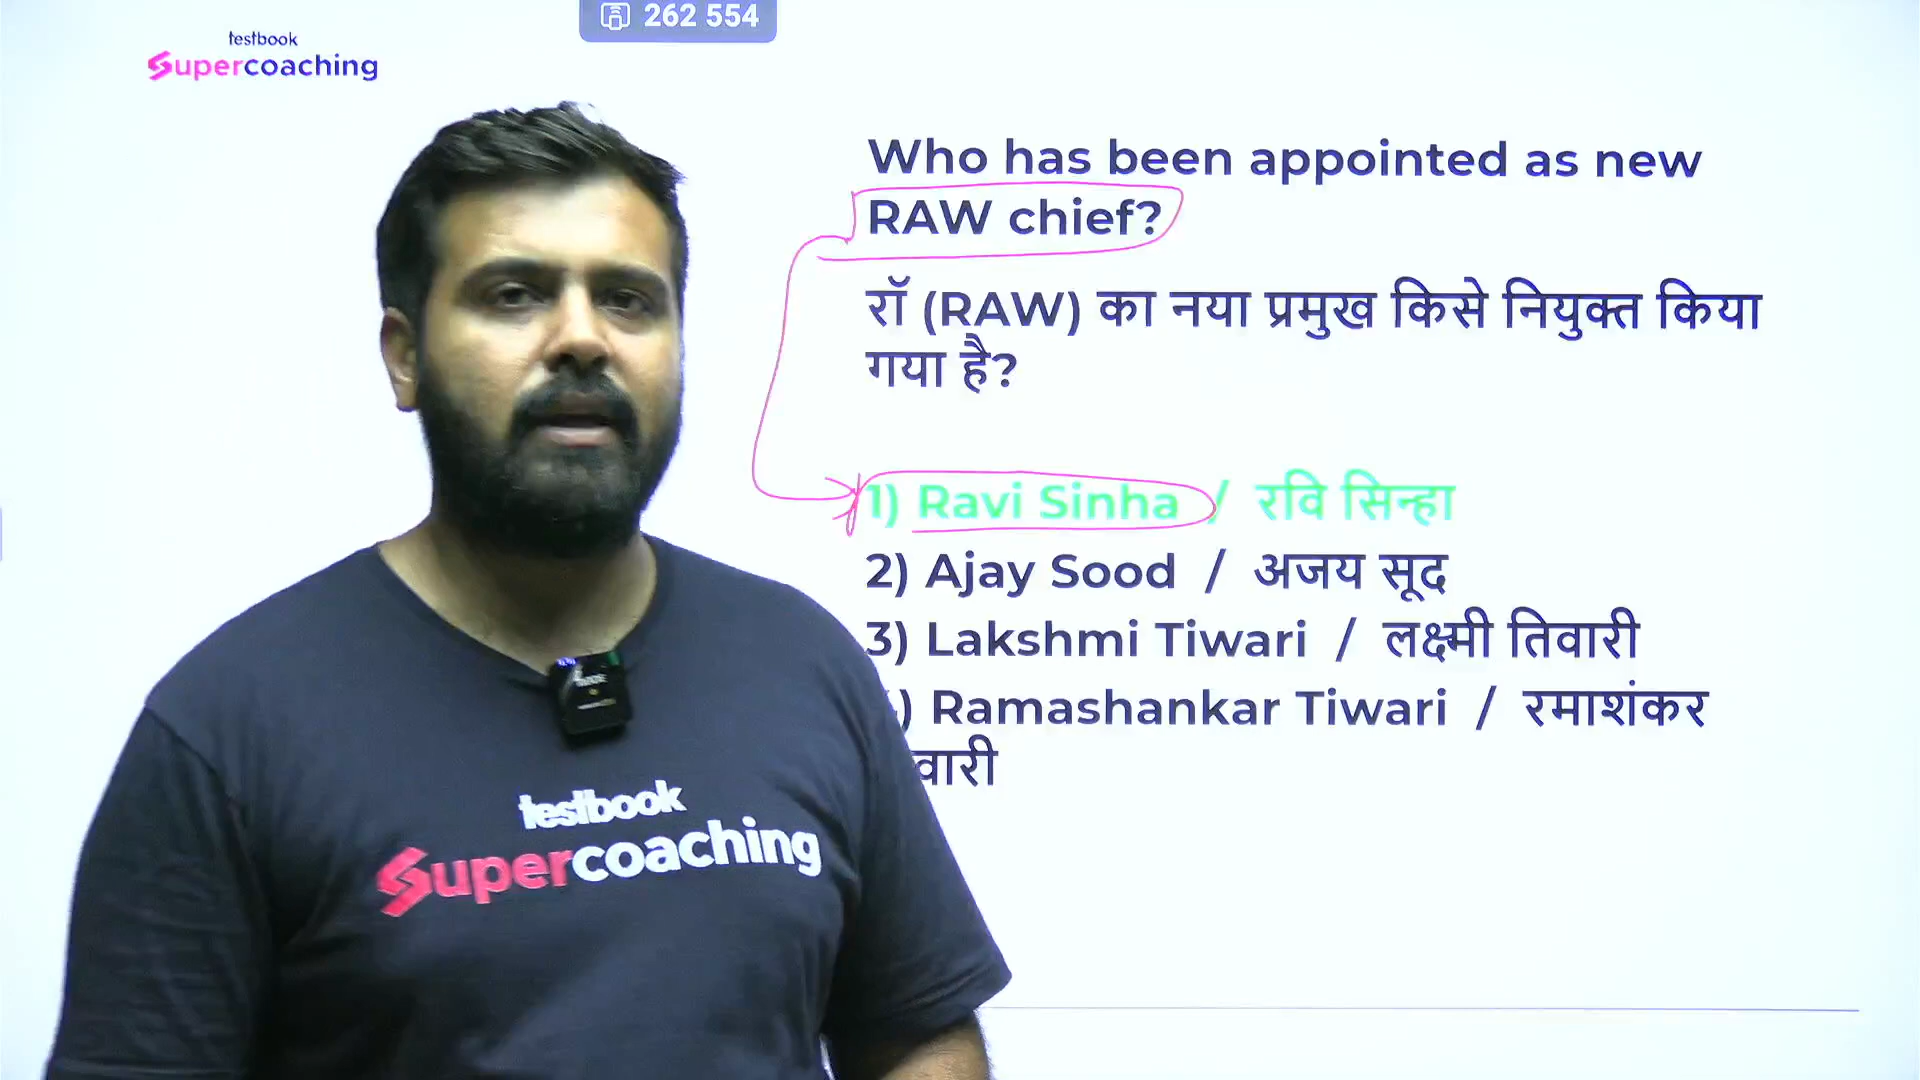 testbook
Supercoaching
262 554
Who has been appointed as new
RAW chief?
रॉ (RAW) का नया प्रमुख किसे नियुक्त किया
गया है?
1) Ravi Sinha / रवि सिन्हा
2) Ajay Sood / अजय सूद
3) Lakshmi Tiwari / लक्ष्मी तिवारी
) Ramashankar Tiwari / रमाशंकर
वारी
testbook
Supercoaching